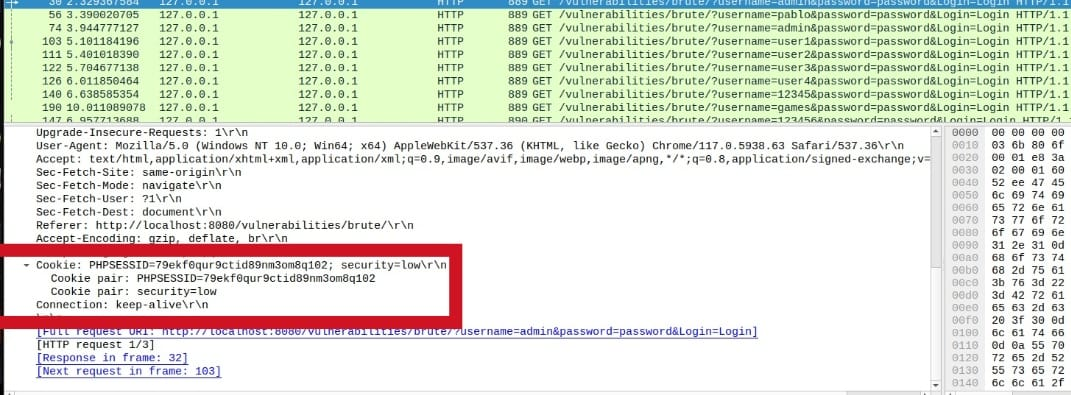 30 2.329367584 127.0.0.1 127.0.0.1 HTTP 889 GET /vulnerabilities/brute/?username=admin&password=password&Login=Login HTTP/1.1
56 3.390020705 127.0.0.1 127.0.0.1 HTTP 889 GET /vulnerabilities/brute/?username=pablo&password=password&Login=Login HTTP/1.1
74 3.944777127 127.0.0.1 127.0.0.1 HTTP 889 GET /vulnerabilities/brute/?username=admin&password=password&Login=Login HTTP/1.1
103 5.101184196 127.0.0.1 127.0.0.1 HTTP 889 GET /vulnerabilities/brute/?username=user1&password=password&Login=Login HTTP/1.1
111 5.401018390 127.0.0.1 127.0.0.1 HTTP 889 GET /vulnerabilities/brute/?username=user2&password=password&Login=Login HTTP/1.1
122 5.704677138 127.0.0.1 127.0.0.1 HTTP 889 GET /vulnerabilities/brute/?username=user3&password=password&Login=Login HTTP/1.1
126 6.011850464 127.0.0.1 127.0.0.1 HTTP 889 GET /vulnerabilities/brute/?username=user4&password=password&Login=Login HTTP/1.1
140 6.638585354 127.0.0.1 127.0.0.1 HTTP 889 GET /vulnerabilities/brute/?username=12345&password=password&Login=Login HTTP/1.1
190 10.011089078 127.0.0.1 127.0.0.1 HTTP 889 GET /vulnerabilities/brute/?username=games&password=password&Login=Login HTTP/1.1
147 6.957713688 127.0.0.1 127.0.0.1 HTTP 890 GET /vulnerabilities/brute/?username=123456&password=password&Login=Login HTTP/1.1
Upgrade-Insecure-Requests: 1\r\n
User-Agent: Mozilla/5.0 (Windows NT 10.0; Win64; x64) AppleWebKit/537.36 (KHTML, like Gecko) Chrome/117.0.5938.63 Safari/537.36\r\n
Accept: text/html,application/xhtml+xml,application/xml;q=0.9,image/avif,image/webp,image/apng,*/*;q=0.8,application/signed-exchange;v=
Sec-Fetch-Site: same-origin\r\n
Sec-Fetch-Mode: navigate\r\n
Sec-Fetch-User: ?1\r\n
Sec-Fetch-Dest: document\r\n
Referer: http://localhost:8080/vulnerabilities/brute/\r\n
Accept-Encoding: gzip, deflate, br\r\n
Cookie: PHPSESSID=79ekf0qur9ctid89nm3om8q102; security=low\r\n
Cookie pair: PHPSESSID=79ekf0qur9ctid89nm3om8q102
Cookie pair: security=low
Connection: keep-alive\r\n
[Full request URI: http://localhost:8080/vulnerabilities/brute/?username=admin&password=password&Login=Login]
[HTTP request 1/3]
[Response in frame: 32]
[Next request in frame: 103]
0000 00 00 00 00
0010 03 6b 80 6f
0020 00 01 e8 3a
0030 02 00 01 60
0040 52 ee 47 45
0050 6c 69 74 69
0060 65 72 6e 61
0070 73 77 6f 72
0080 6f 67 69 6e
0090 31 2e 31 0d
00a0 68 6f 73 74
00b0 68 2d 75 61
00c0 3b 76 3d 22
00d0 3d 42 72 61
00e0 65 63 2d 63
00f0 20 3f 30 0d
0100 6c 61 74 66
0110 0d 0a 55 70
0120 72 65 2d 52
0130 55 73 65 72
0140 6c 6c 61 2f